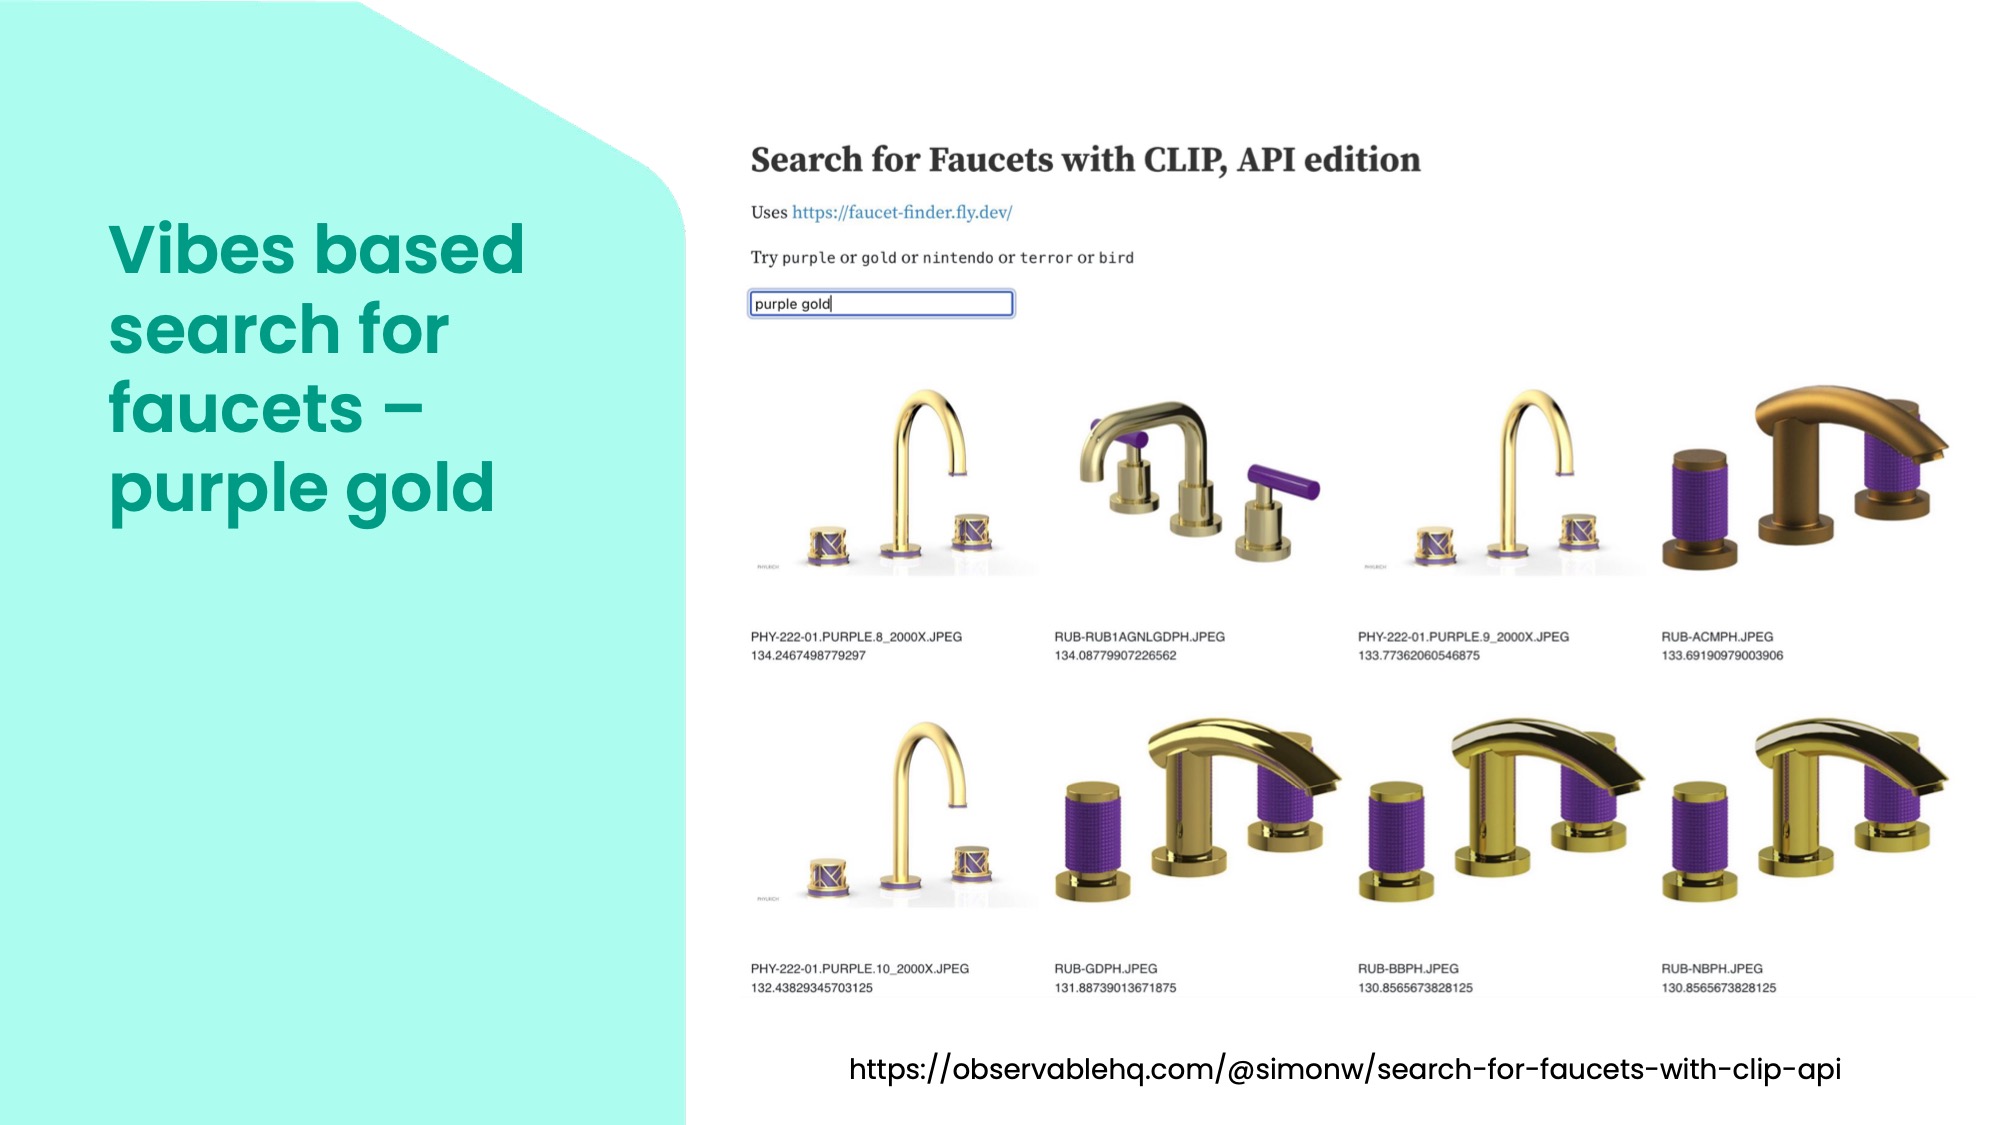 Vibes based
search for
faucets –
purple gold
Search for Faucets with CLIP, API edition
Uses https://faucet-finder.fly.dev/
Try purple or gold or nintendo or terror or bird
purple gold
PHY-222-01.PURPLE.8_2000X.JPEG
134.2467498779297
RUB-RUB1AGNLGDPH.JPEG
134.08779907226562
PHY-222-01.PURPLE.9_2000X.JPEG
133.77362060546875
RUB-ACMPH.JPEG
133.69190979003906
PHY-222-01.PURPLE.10_2000X.JPEG
132.43829345703125
RUB-GDPH.JPEG
131.88739013671875
RUB-BBPH.JPEG
130.8565673828125
RUB-NBPH.JPEG
130.8565673828125
https://observablehq.com/@simonw/search-for-faucets-with-clip-api